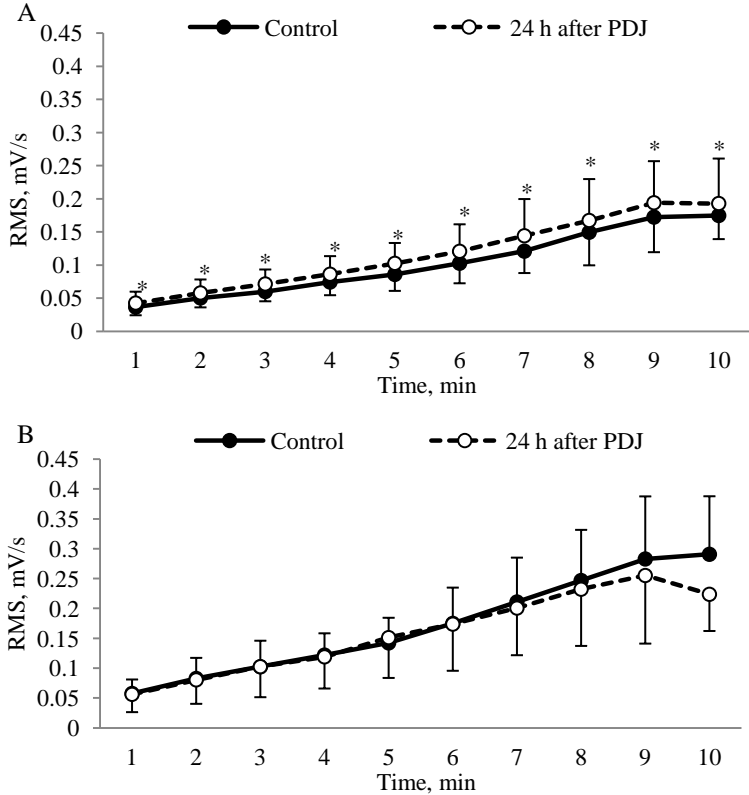 A
Control 24 h after PDJ
0.45
0.4
0.35
0.3
0.25
0.2
0.15
0.1
0.05
0
RMS, mV/s
* * * * * * * * * *
1 2 3 4 5 6 7 8 9 10
Time, min
B
Control 24 h after PDJ
0.45
0.4
0.35
0.3
0.25
0.2
0.15
0.1
0.05
0
RMS, mV/s
1 2 3 4 5 6 7 8 9 10
Time, min